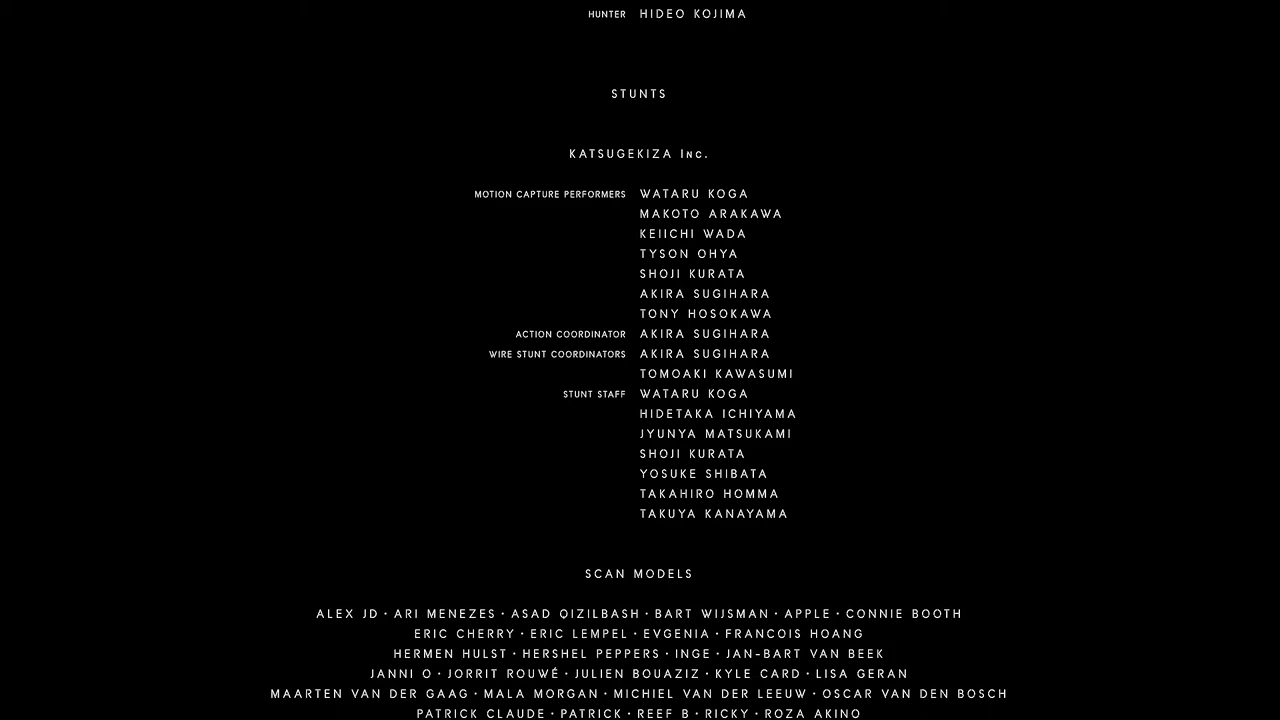 HUNTER HIDEO KOJIMA
STUNTS
KATSUGEKIZA Inc.
MOTION CAPTURE PERFORMERS WATARU KOGA
MAKOTO ARAKAWA
KEIICHI WADA
TYSON OHYA
SHOJI KURATA
AKIRA SUGIHARA
TONY HOSOKAWA
ACTION COORDINATOR AKIRA SUGIHARA
WIRE STUNT COORDINATORS AKIRA SUGIHARA
TOMOAKI KAWASUMI
STUNT STAFF WATARU KOGA
HIDETAKA ICHIYAMA
JYUNYA MATSUKAMI
SHOJI KURATA
YOSUKE SHIBATA
TAKAHIRO HOMMA
TAKUYA KANAYAMA
SCAN MODELS
ALEX JD · ARI MENEZES · ASAD QIZILBASH · BART WIJSMAN · APPLE · CONNIE BOOTH
ERIC CHERRY · ERIC LEMPEL · EVGENIA · FRANCOIS HOANG
HERMEN HULST · HERSHEL PEPPERS · INGE · JAN-BART VAN BEEK
JANNI O · JORRIT ROUWÉ · JULIEN BOUAZIZ · KYLE CARD · LISA GERAN
MAARTEN VAN DER GAAG · MALA MORGAN · MICHIEL VAN DER LEEUW · OSCAR VAN DEN BOSCH
PATRICK CLAUDE · PATRICK · REEF B · RICKY · ROZA AKINO